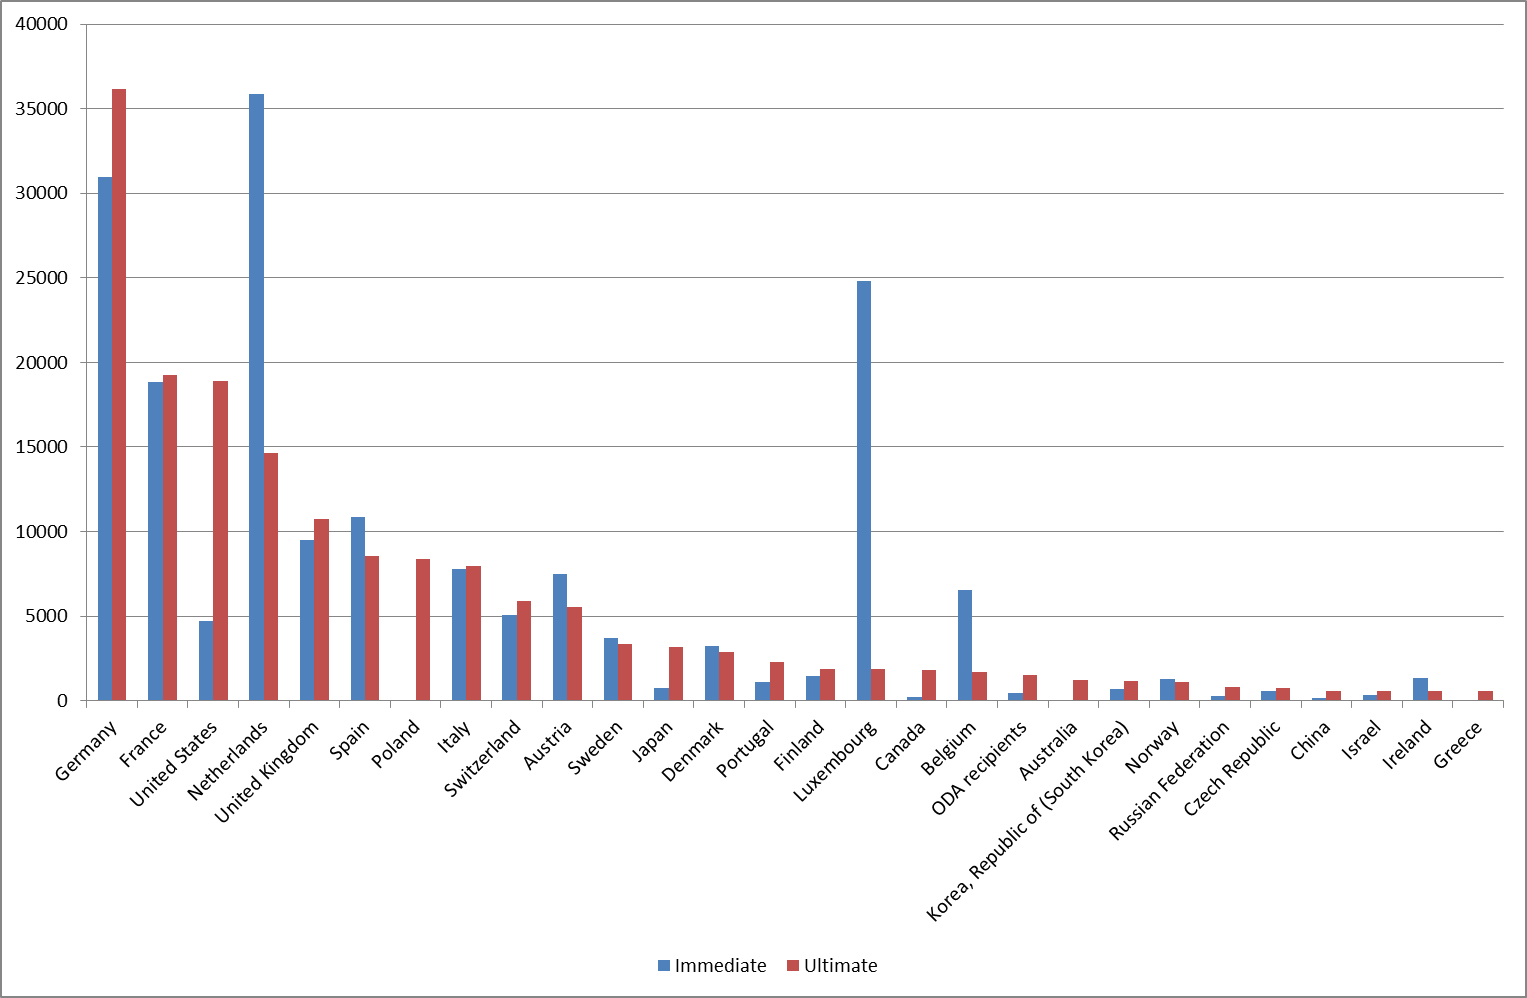 40000
35000
30000
25000
20000
15000
10000
5000
0
Germany
France
United States
Netherlands
United Kingdom
Spain
Poland
Italy
Switzerland
Austria
Sweden
Japan
Denmark
Portugal
Finland
Luxembourg
Canada
Belgium
ODA recipients
Australia
Korea, Republic of (South Korea)
Norway
Russian Federation
Czech Republic
China
Israel
Ireland
Greece
Immediate Ultimate